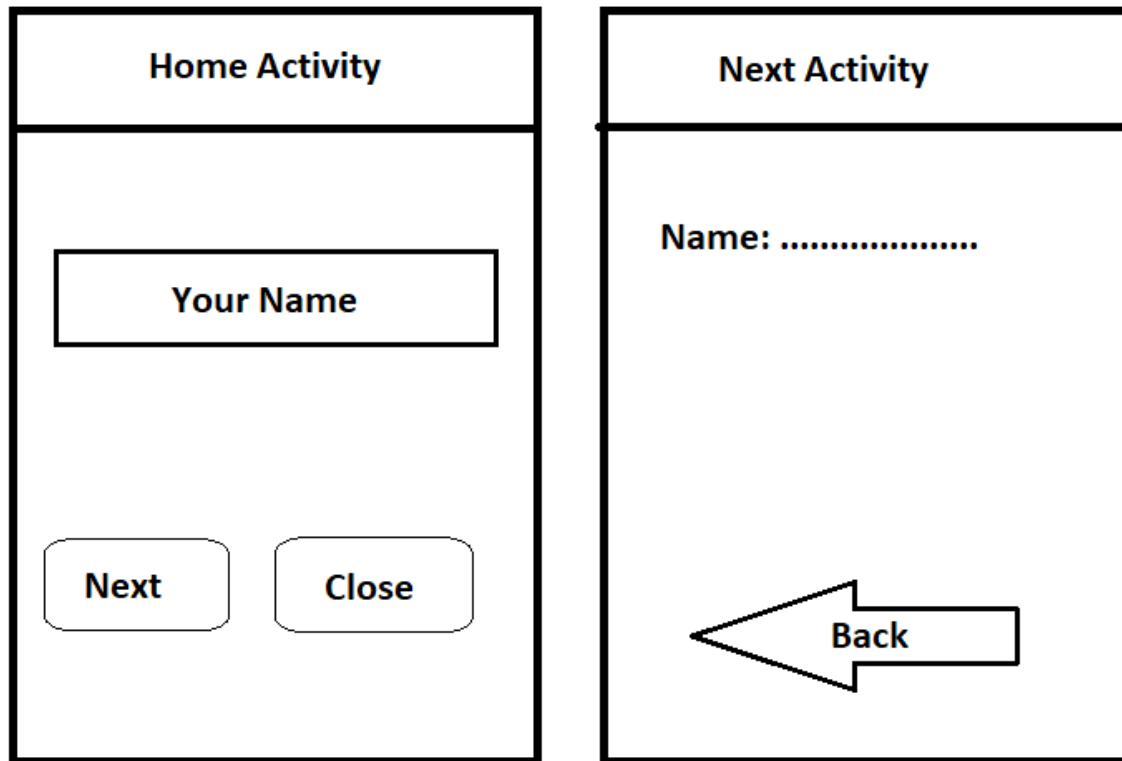 Home Activity
Your Name
Next
Close
Next Activity
Name: ....................
Back